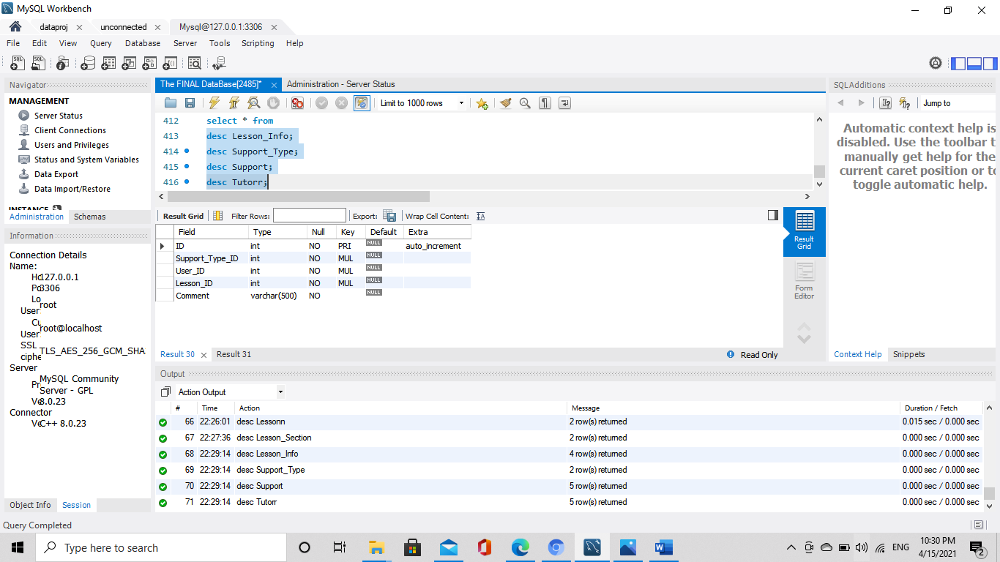 MySQL Workbench
dataproj unconnected Mysql@127.0.0.1:3306
File Edit View Query Database Server Tools Scripting Help
Navigator
MANAGEMENT
Server Status
Client Connections
Users and Privileges
Status and System Variables
Data Export
Data Import/Restore
INSTANCE
Administration Schemas
Information
Connection Details
Name:
Hc127.0.0.1
Pc3306
Lo
root
User
Cu
root@localhost
User
SSL
TLS_AES_256_GCM_SHA
ciphe
Server
MySQL Community
Pr
Server - GPL
Ve8.0.23
Connector
VeC++ 8.0.23
Object Info Session
The FINAL DataBase[2485]* Administration - Server Status
Limit to 1000 rows
412 select * from
413 desc Lesson_Info;
414 desc Support_Type;
415 desc Support;
416 desc Tutorr;
Result Grid Filter Rows: Export: Wrap Cell Content:
Field Type Null Key Default Extra
ID int NO PRI NULL auto_increment
Support_Type_ID int NO MUL NULL
User_ID int NO MUL NULL
Lesson_ID int NO MUL NULL
Comment varchar(500) NO NULL
Result Grid
Form Editor
Result 30 Result 31 Read Only
Output
Action Output
# Time Action Message Duration / Fetch
66 22:26:01 desc Lessonn 2 row(s) returned 0.015 sec / 0.000 sec
67 22:27:36 desc Lesson_Section 2 row(s) returned 0.000 sec / 0.000 sec
68 22:29:14 desc Lesson_Info 4 row(s) returned 0.000 sec / 0.000 sec
69 22:29:14 desc Support_Type 2 row(s) returned 0.000 sec / 0.000 sec
70 22:29:14 desc Support 5 row(s) returned 0.000 sec / 0.000 sec
71 22:29:14 desc Tutorr 5 row(s) returned 0.000 sec / 0.000 sec
SQLAdditions
Jump to
Automatic context help is
disabled. Use the toolbar t
manually get help for the
current caret position or to
toggle automatic help.
Context Help Snippets
Query Completed
Type here to search
ENG
10:30 PM
4/15/2021
2